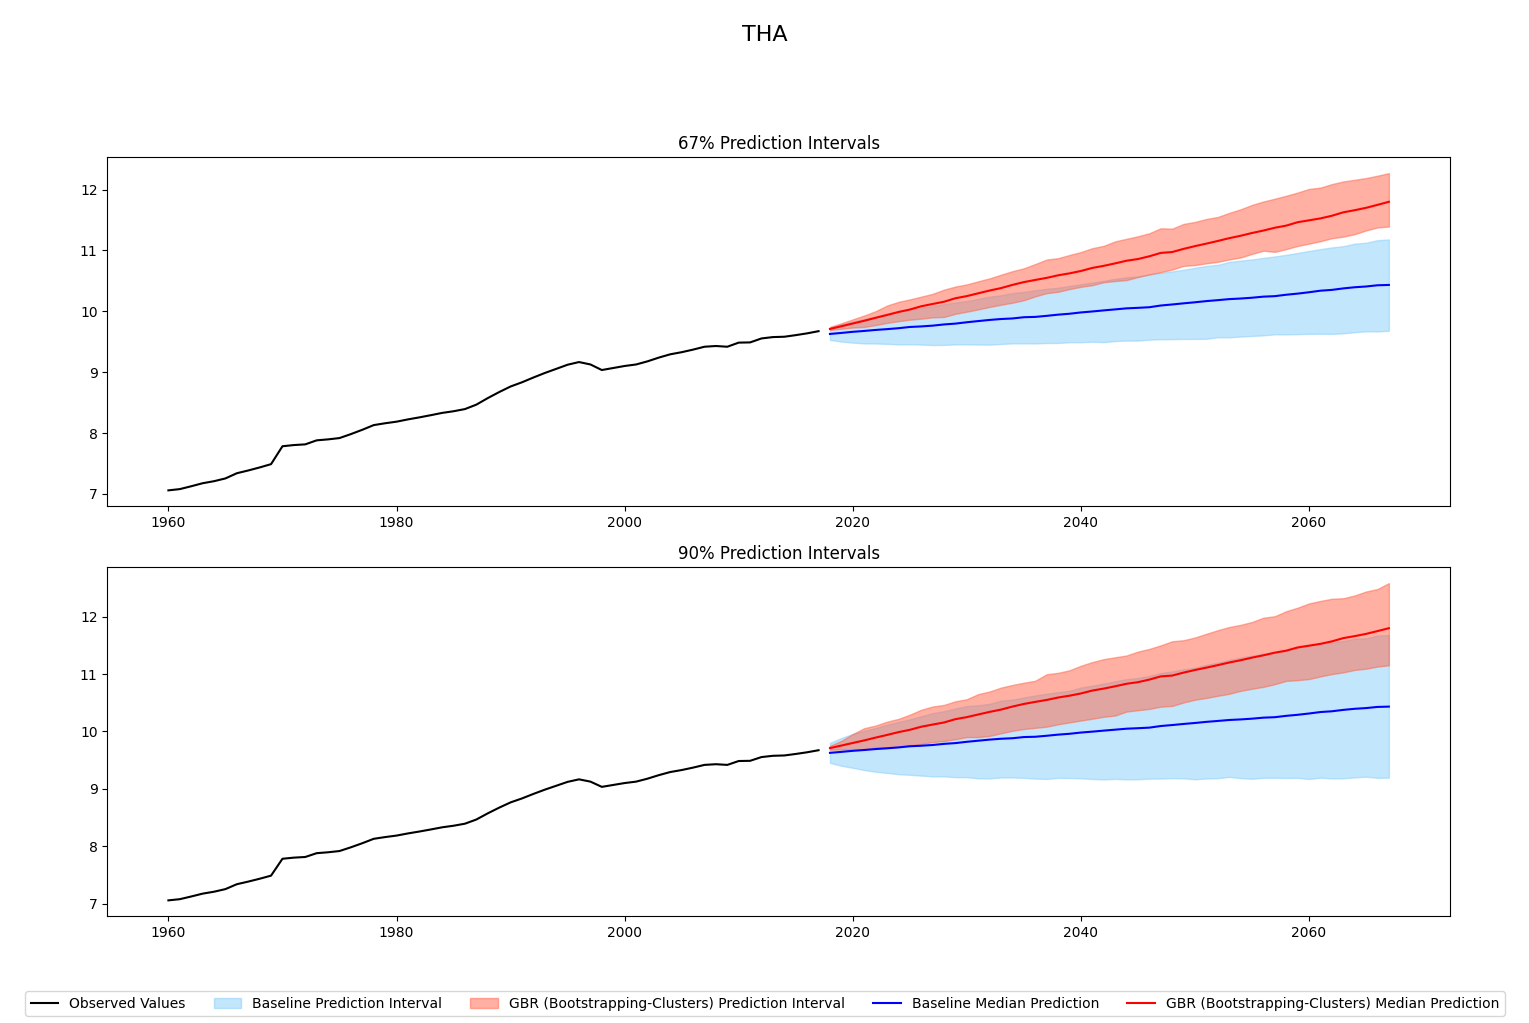 THA
67% Prediction Intervals
12
11
10
9
8
7
1960 1980 2000 2020 2040 2060
90% Prediction Intervals
12
11
10
9
8
7
1960 1980 2000 2020 2040 2060
Observed Values Baseline Prediction Interval GBR (Bootstrapping-Clusters) Prediction Interval Baseline Median Prediction GBR (Bootstrapping-Clusters) Median Prediction